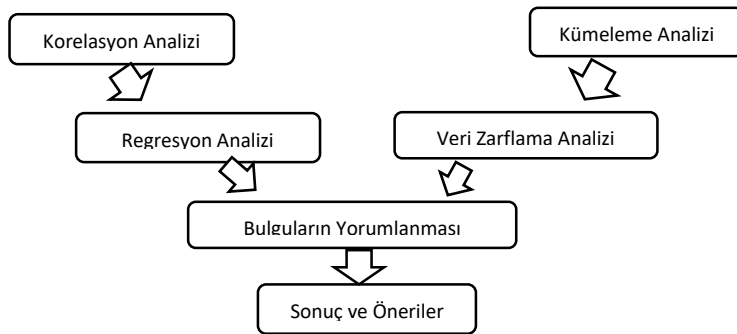 Korelasyon Analizi
Kümeleme Analizi
Regresyon Analizi
Veri Zarflama Analizi
Bulguların Yorumlanması
Sonuç ve Öneriler